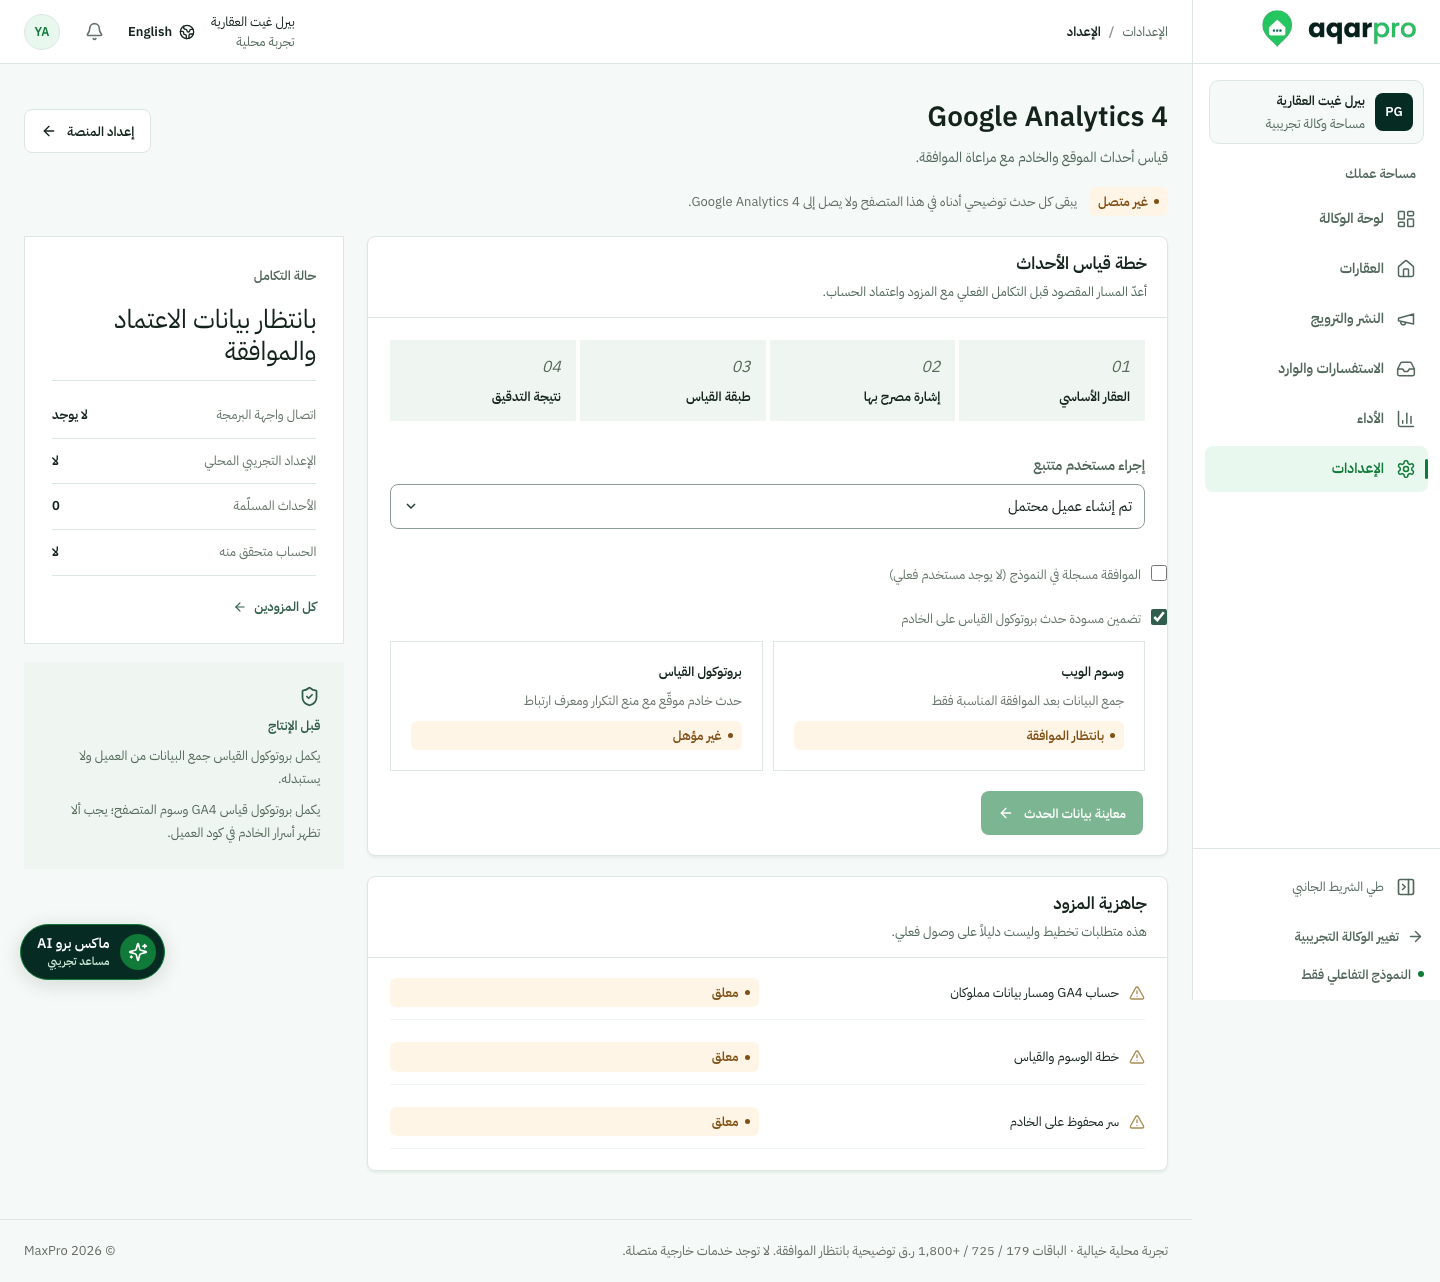 aqarpro
الإعدادات / الإعداد
بيرل غيت العقارية
تجربة محلية
English
YA
PG
بيرل غيت العقارية
مساحة وكالة تجريبية
مساحة عملك
لوحة الوكالة
العقارات
النشر والترويج
الاستفسارات والوارد
الأداء
الإعدادات
طي الشريط الجانبي
تغيير الوكالة التجريبية
النموذج التفاعلي فقط
Google Analytics 4
قياس أحداث الموقع والخادم مع مراعاة الموافقة.
غير متصل
يبقى كل حدث توضيحي أدناه في هذا المتصفح ولا يصل إلى Google Analytics 4.
إعداد المنصة
خطة قياس الأحداث
أعدّ المسار المقصود قبل التكامل الفعلي مع المزود واعتماد الحساب.
01
العقار الأساسي
02
إشارة مصرح بها
03
طبقة القياس
04
نتيجة التدقيق
إجراء مستخدم متتبع
تم إنشاء عميل محتمل
الموافقة مسجلة في النموذج (لا يوجد مستخدم فعلي)
تضمين مسودة حدث بروتوكول القياس على الخادم
وسوم الويب
جمع البيانات بعد الموافقة المناسبة فقط
بانتظار الموافقة
بروتوكول القياس
حدث خادم موقّع مع منع التكرار ومعرف ارتباط
غير مؤهل
معاينة بيانات الحدث
جاهزية المزود
هذه متطلبات تخطيط وليست دليلاً على وصول فعلي.
حساب GA4 ومسار بيانات مملوكان
معلق
خطة الوسوم والقياس
معلق
سر محفوظ على الخادم
معلق
حالة التكامل
بانتظار بيانات الاعتماد
والموافقة
اتصال واجهة البرمجة
لا يوجد
الإعداد التجريبي المحلي
لا
الأحداث المسلّمة
0
الحساب متحقق منه
لا
كل المزودين
قبل الإنتاج
يكمل بروتوكول القياس جمع البيانات من العميل ولا
يستبدله.
يكمل بروتوكول قياس GA4 وسوم المتصفح؛ يجب ألا
تظهر أسرار الخادم في كود العميل.
ماكس برو AI
مساعد تجريبي
تجربة محلية خيالية · الباقات 179 / 725 / +1,800 ر.ق توضيحية بانتظار الموافقة. لا توجد خدمات خارجية متصلة.
© 2026 MaxPro